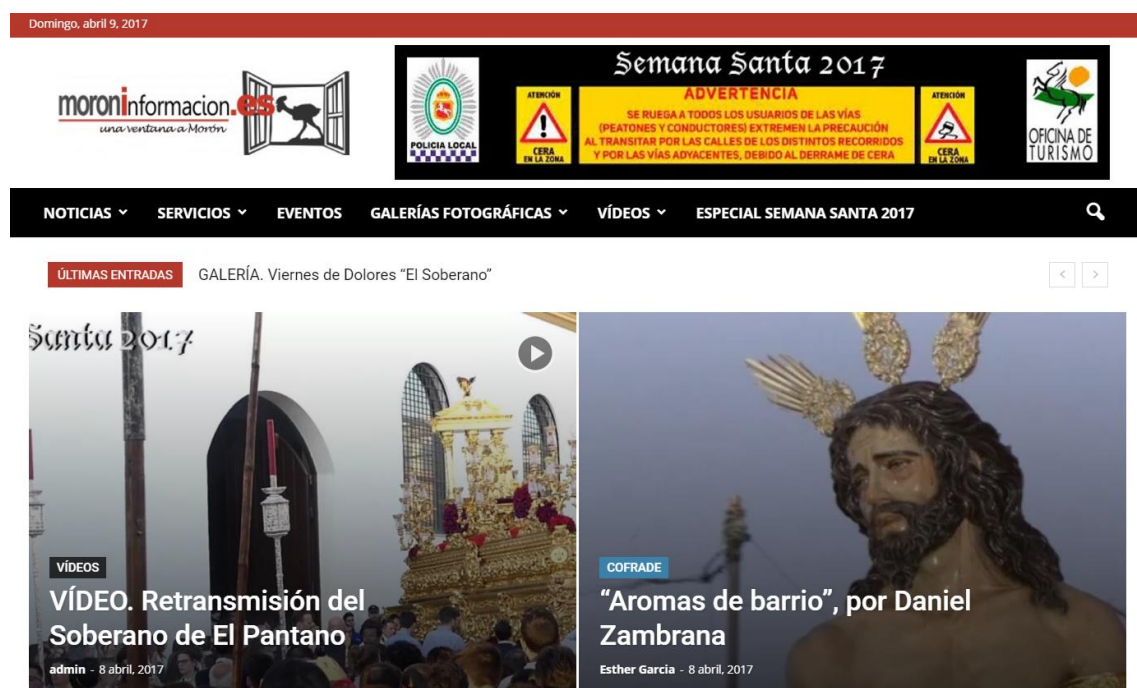 Domingo, abril 9, 2017
moroninformacion.es
una ventana a Morón
POLICIA LOCAL
Semana Santa 2017
ATENCIÓN
CERA
EN LA ZONA
ADVERTENCIA
SE RUEGA A TODOS LOS USUARIOS DE LAS VÍAS
(PEATONES Y CONDUCTORES) EXTREMEN LA PRECAUCIÓN
AL TRANSITAR POR LAS CALLES DE LOS DISTINTOS RECORRIDOS
Y POR LAS VÍAS ADYACENTES, DEBIDO AL DERRAME DE CERA
ATENCIÓN
CERA
EN LA ZONA
OFICINA DE
TURISMO
NOTICIAS SERVICIOS EVENTOS GALERÍAS FOTOGRÁFICAS VÍDEOS ESPECIAL SEMANA SANTA 2017
ÚLTIMAS ENTRADAS GALERÍA. Viernes de Dolores “El Soberano”
Santa 2017
VÍDEOS
VÍDEO. Retransmisión del
Soberano de El Pantano
admin - 8 abril, 2017
COFRADE
“Aromas de barrio”, por Daniel
Zambrana
Esther Garcia - 8 abril, 2017